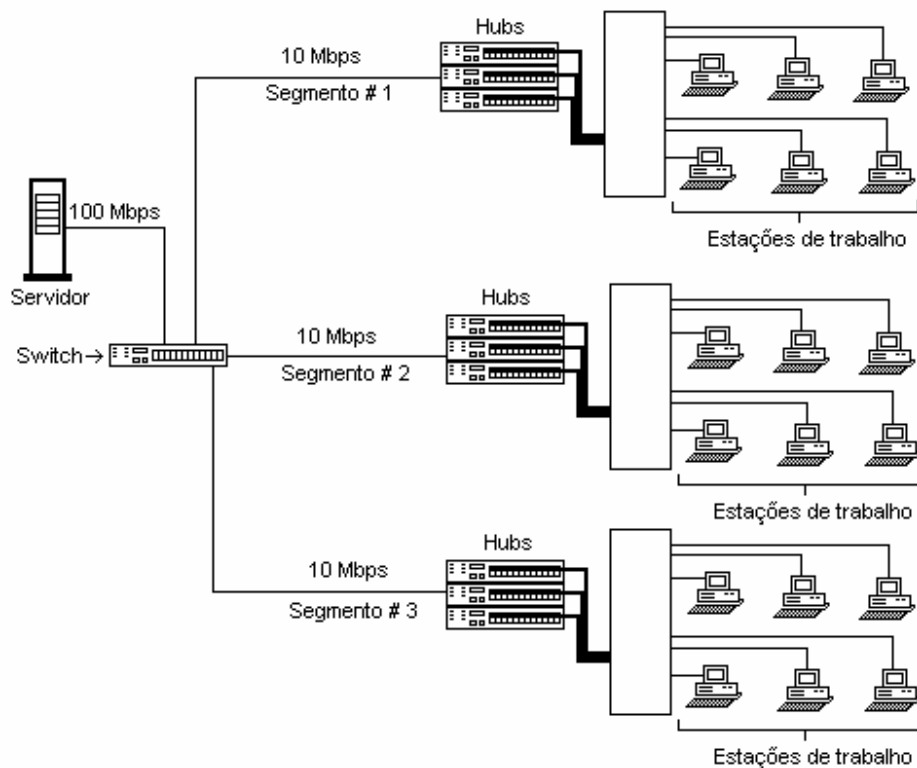 Hubs
10 Mbps
Segmento # 1
Estações de trabalho
100 Mbps
Servidor
Hubs
10 Mbps
Switch→
Segmento # 2
Estações de trabalho
Hubs
10 Mbps
Segmento # 3
Estações de trabalho